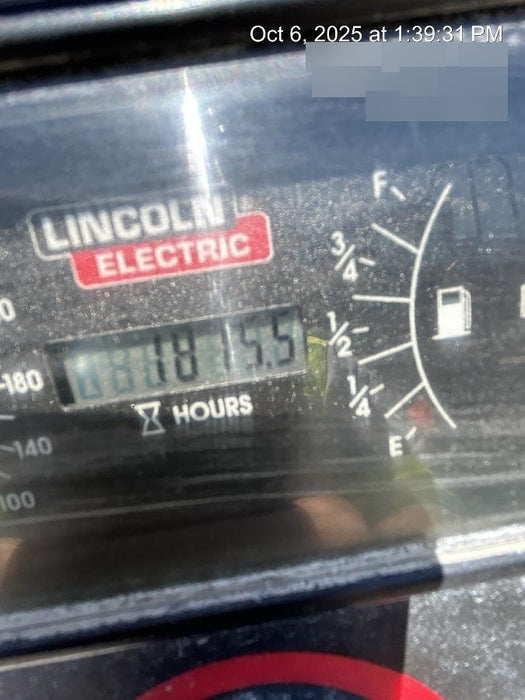 Oct 6, 2025 at 1:39:31 PM
LINCOLN
ELECTRIC
F
3/4
1/2
1/4
E
1815.5
HOURS
0
180
140
100